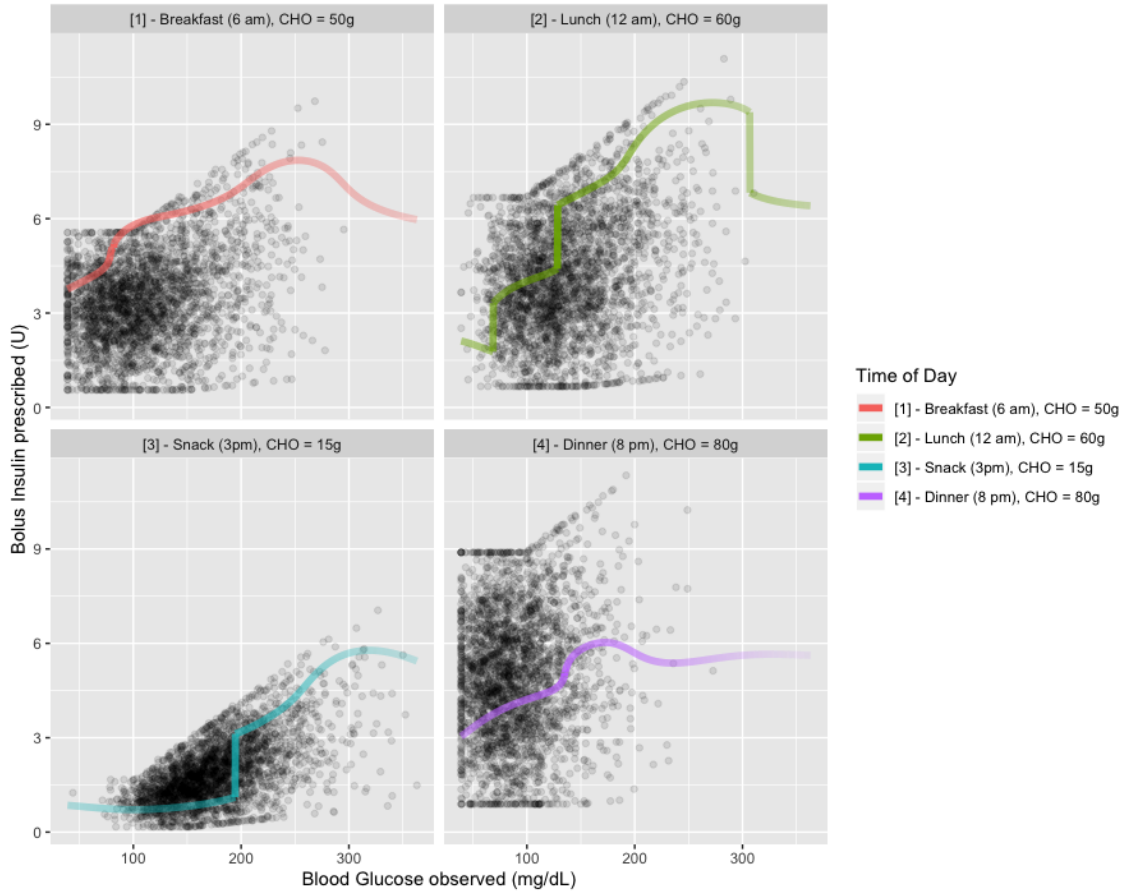 [1] - Breakfast (6 am), CHO = 50g
[2] - Lunch (12 am), CHO = 60g
9
6
3
0
[3] - Snack (3pm), CHO = 15g
[4] - Dinner (8 pm), CHO = 80g
9
6
3
0
100
200
300
100
200
300
Blood Glucose observed (mg/dL)
Bolus Insulin prescribed (U)
Time of Day
[1] - Breakfast (6 am), CHO = 50g
[2] - Lunch (12 am), CHO = 60g
[3] - Snack (3pm), CHO = 15g
[4] - Dinner (8 pm), CHO = 80g